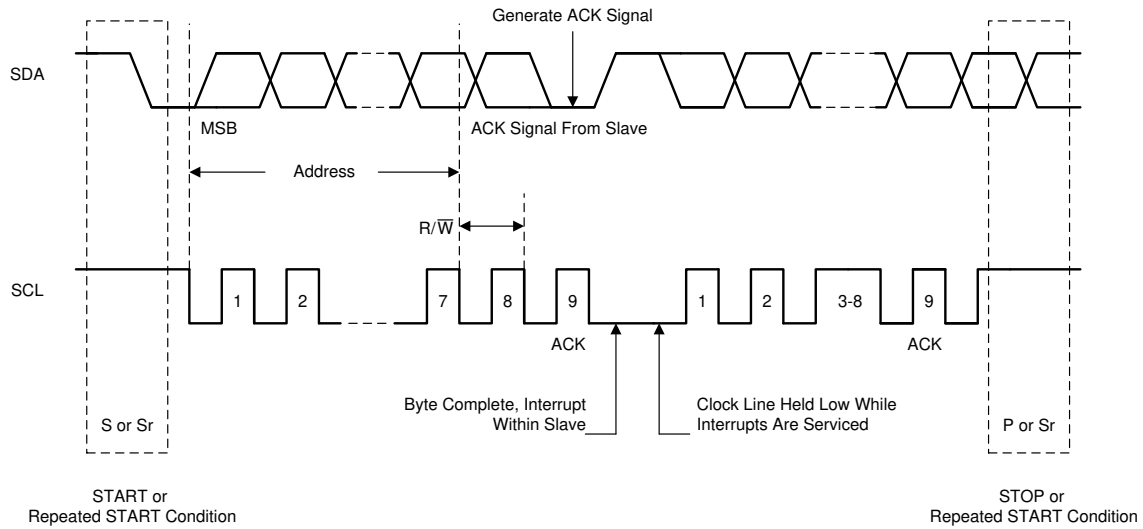 Generate ACK Signal
SDA
MSB
ACK Signal From Slave
Address
R/W̅
SCL
1
2
7
8
9
1
2
3-8
9
ACK
ACK
Byte Complete, Interrupt
Within Slave
Clock Line Held Low While
Interrupts Are Serviced
S or Sr
P or Sr
START or
Repeated START Condition
STOP or
Repeated START Condition